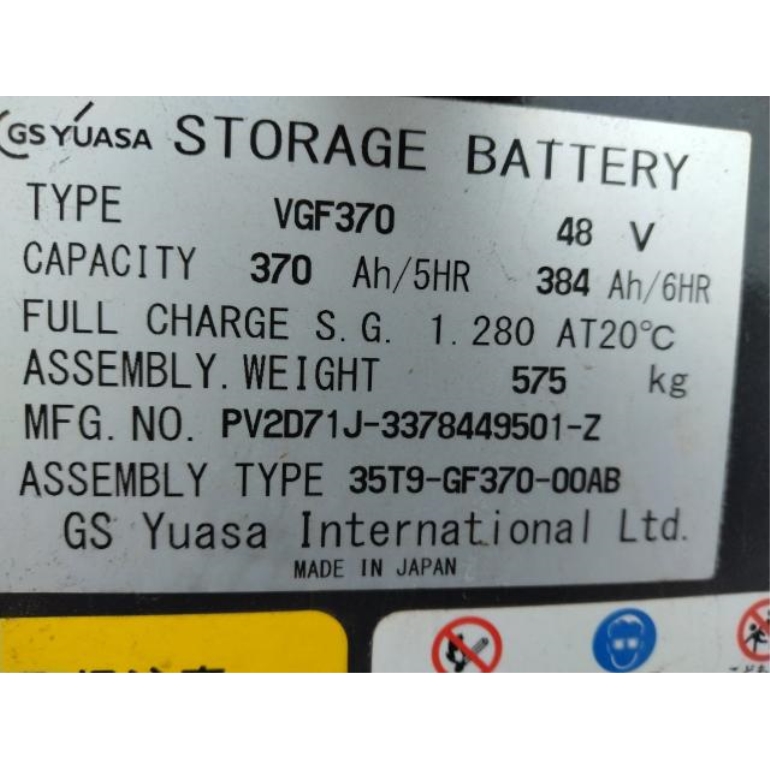 GS YUASA STORAGE BATTERY
TYPE VGF370 48 V
CAPACITY 370 Ah/5HR 384 Ah/6HR
FULL CHARGE S.G. 1.280 AT20℃
ASSEMBLY.WEIGHT 575 kg
MFG.NO. PV2D71J-3378449501-Z
ASSEMBLY TYPE 35T9-GF370-00AB
GS Yuasa International Ltd.
MADE IN JAPAN